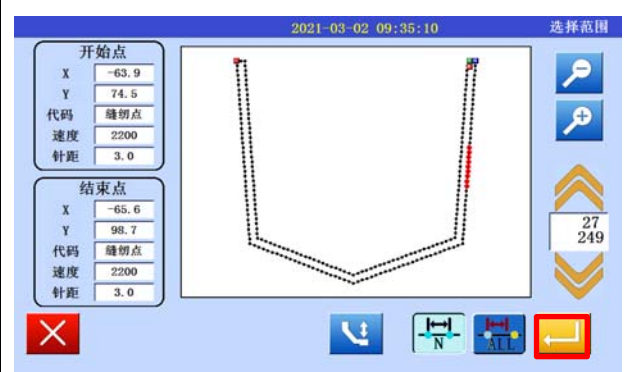 2021-03-02 09:35:10 选择范围
开始点
X -63.9
Y 74.5
代码 缝纫点
速度 2200
针距 3.0
结束点
X -65.6
Y 98.7
代码 缝纫点
速度 2200
针距 3.0
27
249
N
ALL